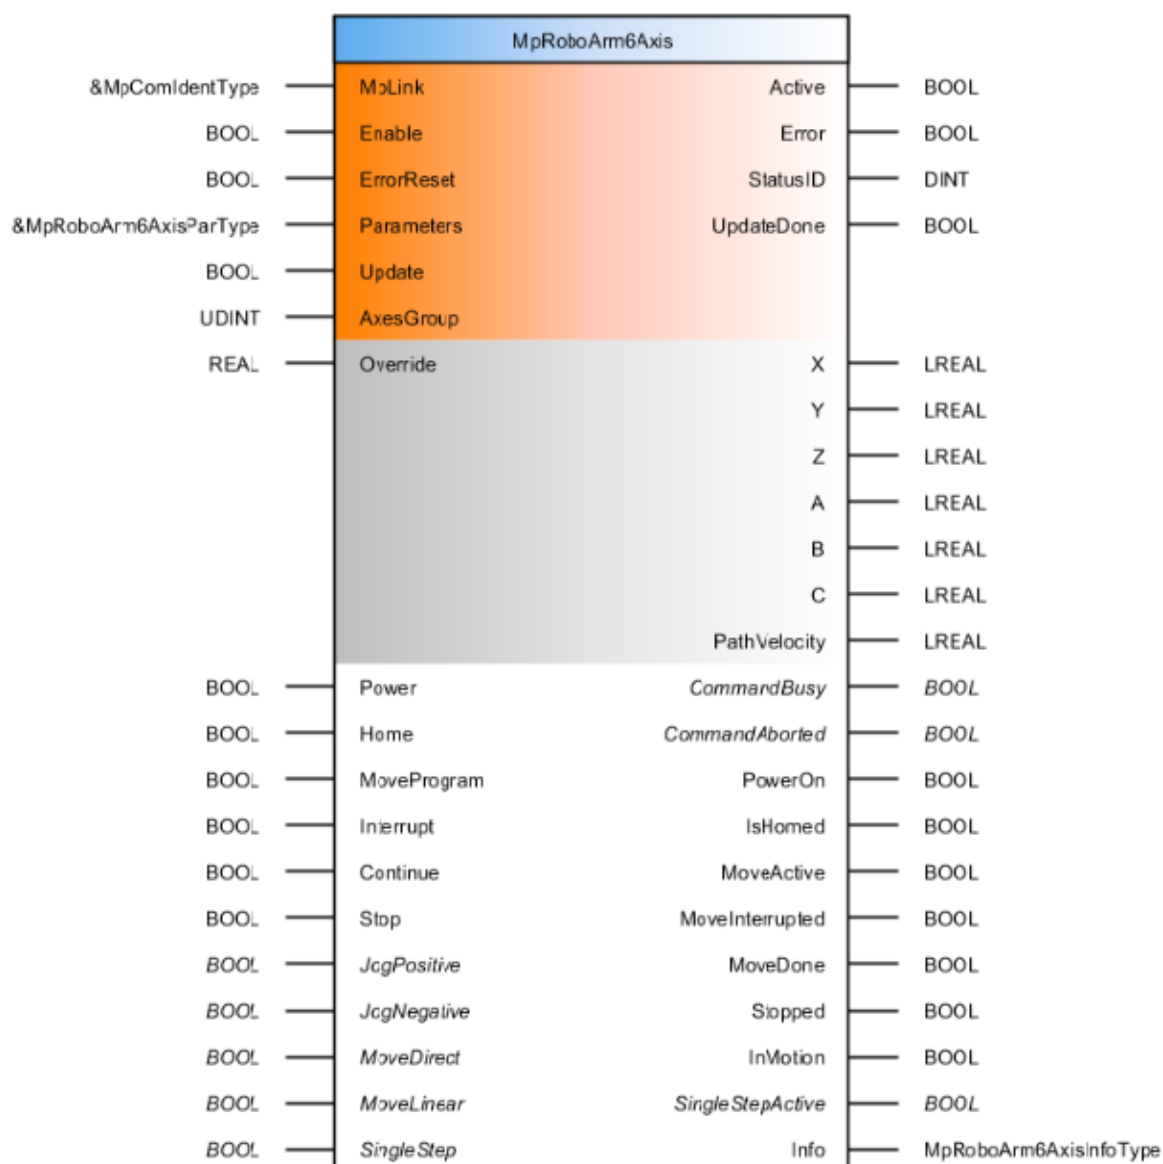 MpRoboArm6Axis
&MpComIdentType MpLink Active BOOL
BOOL Enable Error BOOL
BOOL ErrorReset StatusID DINT
&MpRoboArm6AxisParType Parameters UpdateDone BOOL
BOOL Update
UDINT AxesGroup
REAL Override X LREAL
Y LREAL
Z LREAL
A LREAL
B LREAL
C LREAL
PathVelocity LREAL
BOOL Power CommandBusy BOOL
BOOL Home CommandAborted BOOL
BOOL MoveProgram PowerOn BOOL
BOOL Interrupt IsHomed BOOL
BOOL Continue MoveActive BOOL
BOOL Stop MoveInterrupted BOOL
BOOL JogPositive MoveDone BOOL
BOOL JogNegative Stopped BOOL
BOOL MoveDirect InMotion BOOL
BOOL MoveLinear SingleStepActive BOOL
BOOL SingleStep Info MpRoboArm6AxisInfoType